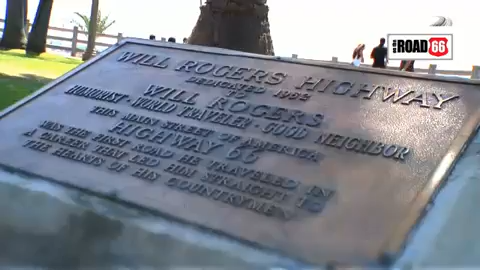 WILL ROGERS HIGHWAY
DEDICATED 1952
WILL ROGERS
HUMORIST · WORLD TRAVELER · GOOD NEIGHBOR
THIS MAIN STREET OF AMERICA
HIGHWAY 66
WAS THE FIRST ROAD HE TRAVELED IN
A CAREER THAT LED HIM STRAIGHT TO
THE HEARTS OF HIS COUNTRYMEN
ROAD 66